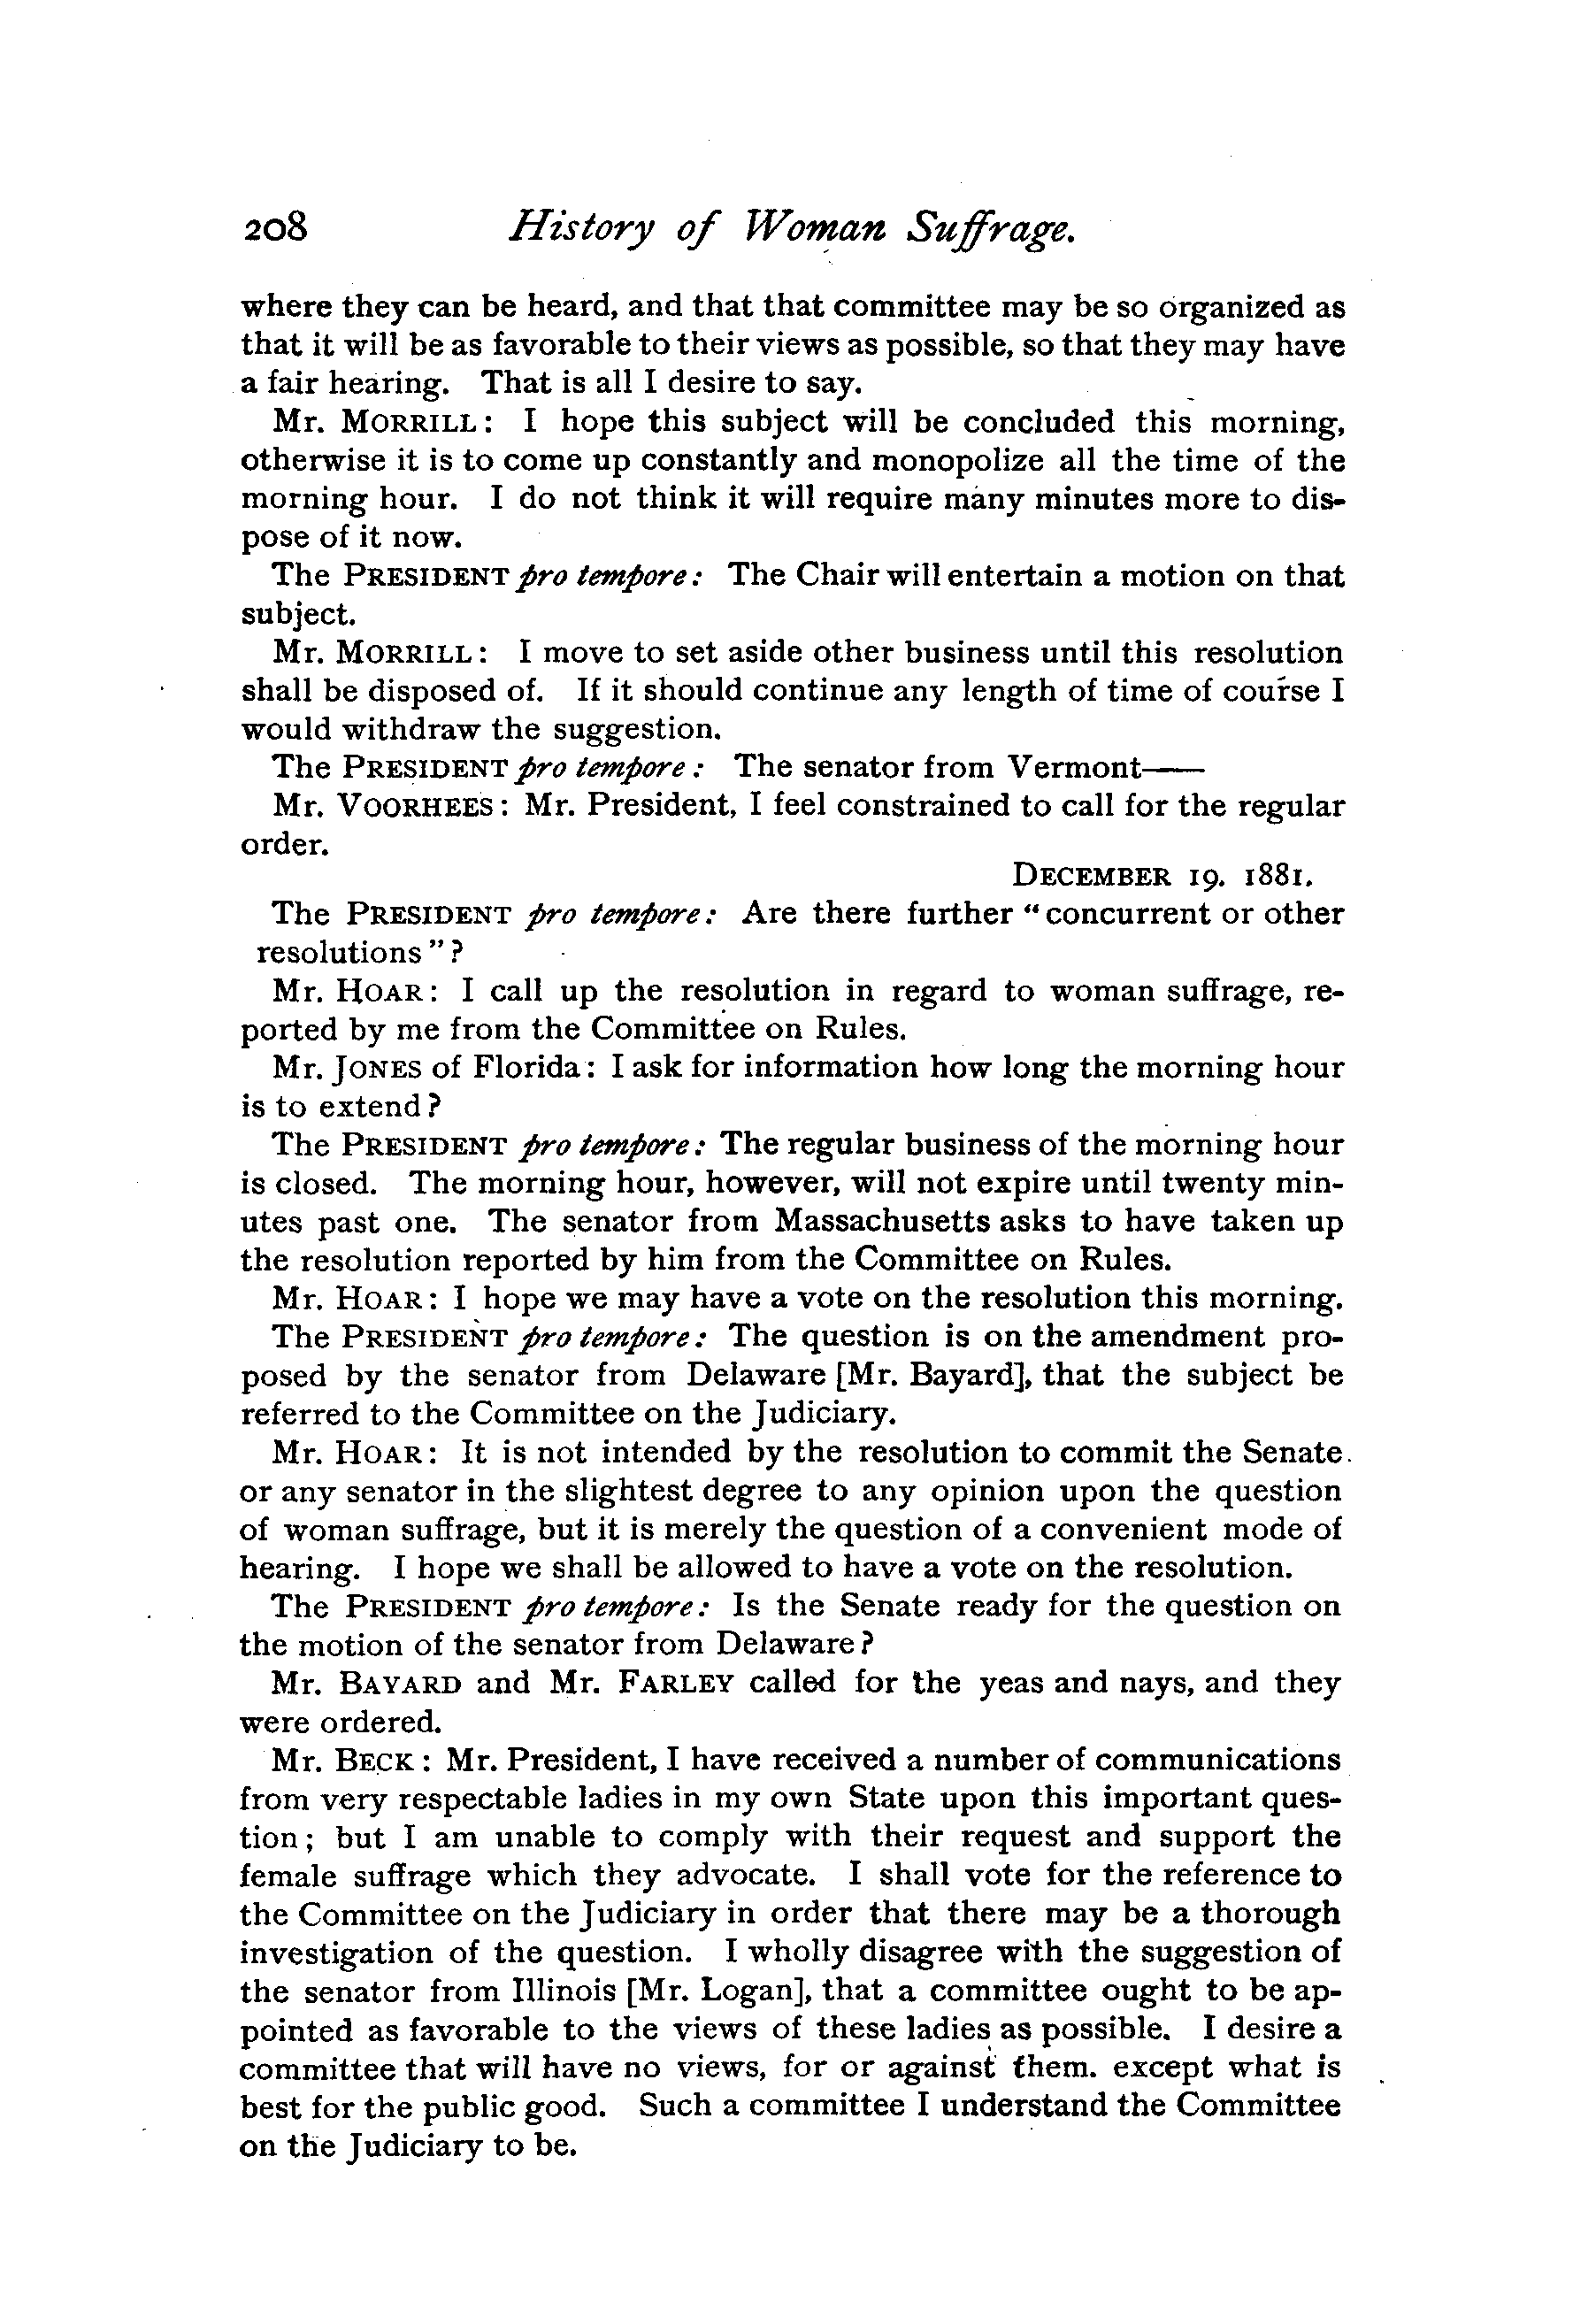 208 History of Woman Suffrage.
where they can be heard, and that that committee may be so organized as
that it will be as favorable to their views as possible, so that they may have
a fair hearing. That is all I desire to say.
Mr. MORRILL: I hope this subject will be concluded this morning,
otherwise it is to come up constantly and monopolize all the time of the
morning hour. I do not think it will require many minutes more to dis-
pose of it now.
The PRESIDENT pro tempore: The Chair will entertain a motion on that
subject.
Mr. MORRILL: I move to set aside other business until this resolution
shall be disposed of. If it should continue any length of time of course I
would withdraw the suggestion.
The PRESIDENT pro tempore: The senator from Vermont——
Mr. VOORHEES: Mr. President, I feel constrained to call for the regular
order.
DECEMBER 19. 1881.
The PRESIDENT pro tempore: Are there further "concurrent or other
resolutions"?
Mr. HOAR: I call up the resolution in regard to woman suffrage, re-
ported by me from the Committee on Rules.
Mr. JONES of Florida: I ask for information how long the morning hour
is to extend?
The PRESIDENT pro tempore: The regular business of the morning hour
is closed. The morning hour, however, will not expire until twenty min-
utes past one. The senator from Massachusetts asks to have taken up
the resolution reported by him from the Committee on Rules.
Mr. HOAR: I hope we may have a vote on the resolution this morning.
The PRESIDENT pro tempore: The question is on the amendment pro-
posed by the senator from Delaware [Mr. Bayard], that the subject be
referred to the Committee on the Judiciary.
Mr. HOAR: It is not intended by the resolution to commit the Senate
or any senator in the slightest degree to any opinion upon the question
of woman suffrage, but it is merely the question of a convenient mode of
hearing. I hope we shall be allowed to have a vote on the resolution.
The PRESIDENT pro tempore: Is the Senate ready for the question on
the motion of the senator from Delaware?
Mr. BAYARD and Mr. FARLEY called for the yeas and nays, and they
were ordered.
Mr. BECK: Mr. President, I have received a number of communications
from very respectable ladies in my own State upon this important ques-
tion; but I am unable to comply with their request and support the
female suffrage which they advocate. I shall vote for the reference to
the Committee on the Judiciary in order that there may be a thorough
investigation of the question. I wholly disagree with the suggestion of
the senator from Illinois [Mr. Logan], that a committee ought to be ap-
pointed as favorable to the views of these ladies as possible. I desire a
committee that will have no views, for or against them. except what is
best for the public good. Such a committee I understand the Committee
on the Judiciary to be.